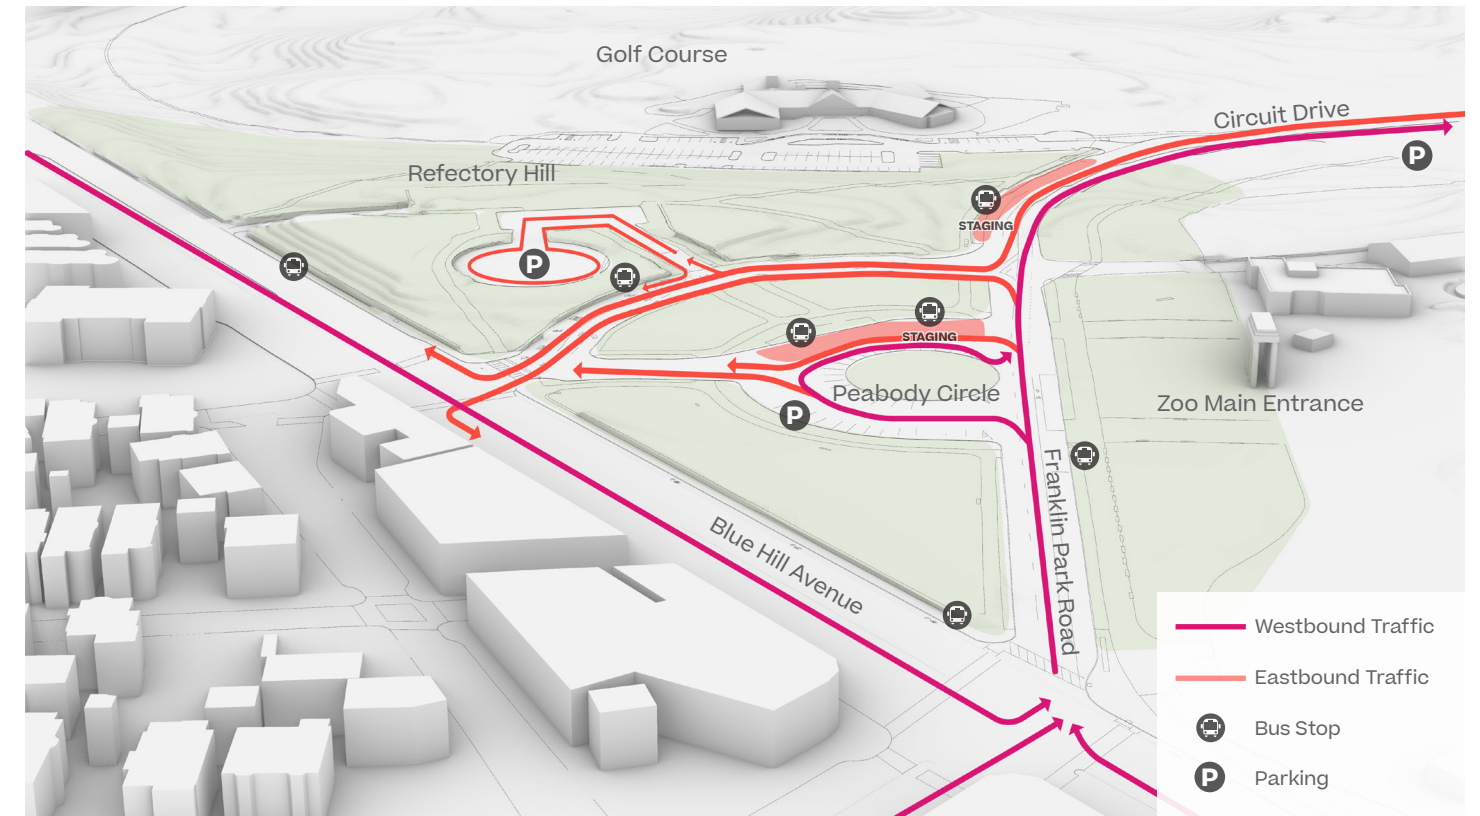 Golf Course
Circuit Drive
P
Refectory Hill
STAGING
P
STAGING
Peabody Circle
P
Zoo Main Entrance
Franklin Park Road
Blue Hill Avenue
Westbound Traffic
Eastbound Traffic
Bus Stop
P Parking